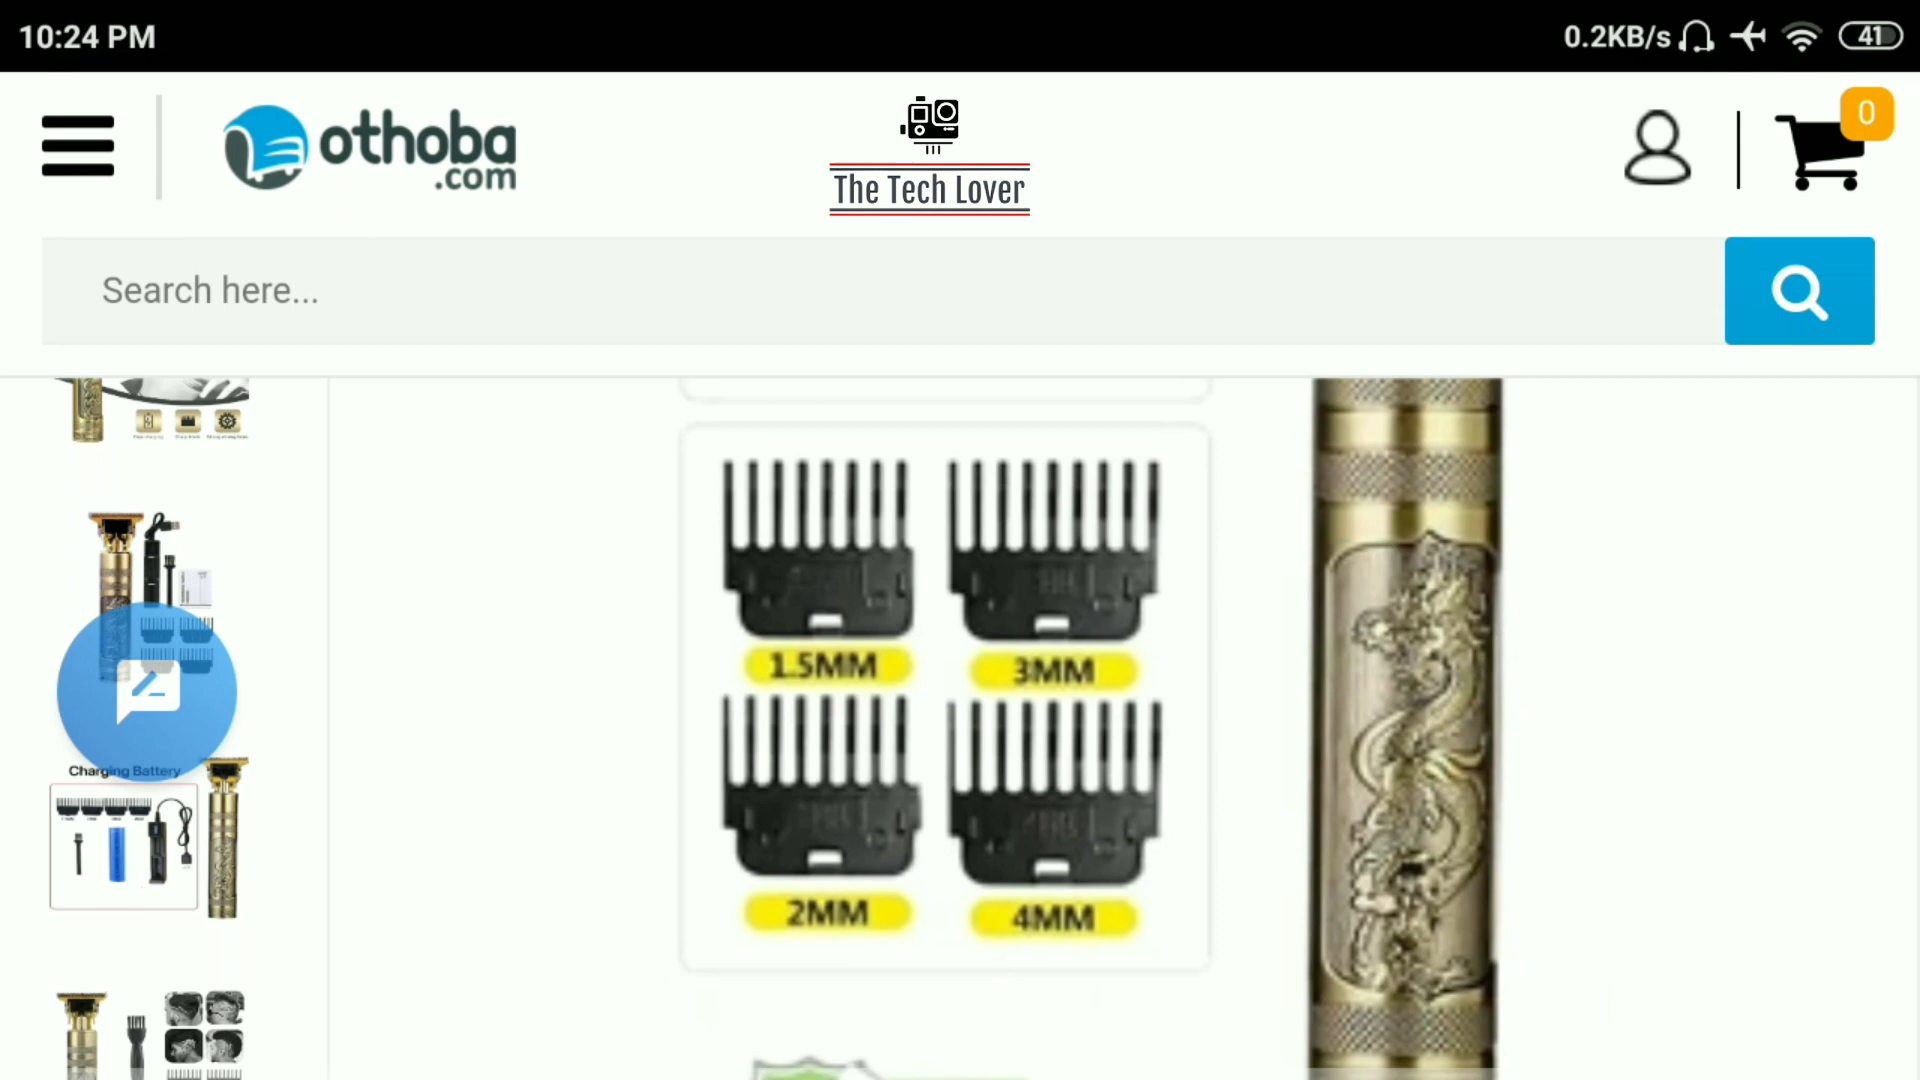 10:24 PM
0.2KB/s
41
othoba
.com
The Tech Lover
0
Search here...
1.5MM
3MM
2MM
4MM
Charging Battery